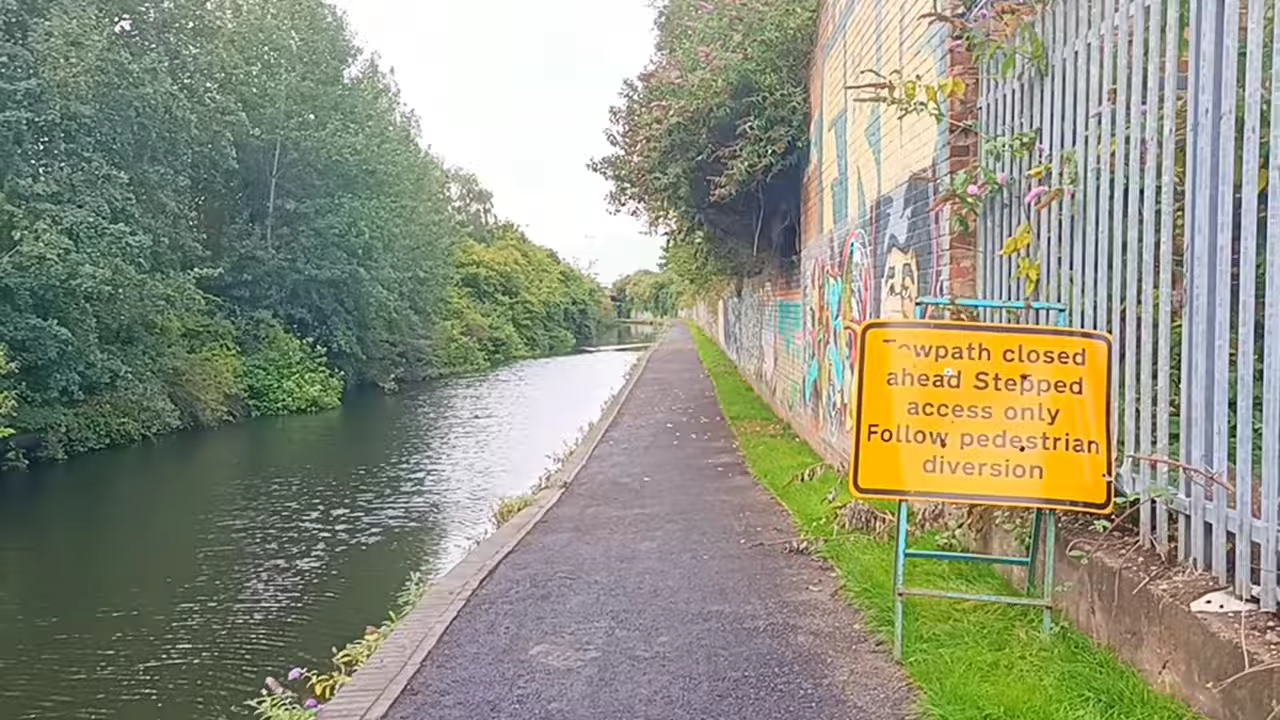 Towpath closed
ahead Stepped
access only
Follow pedestrian
diversion